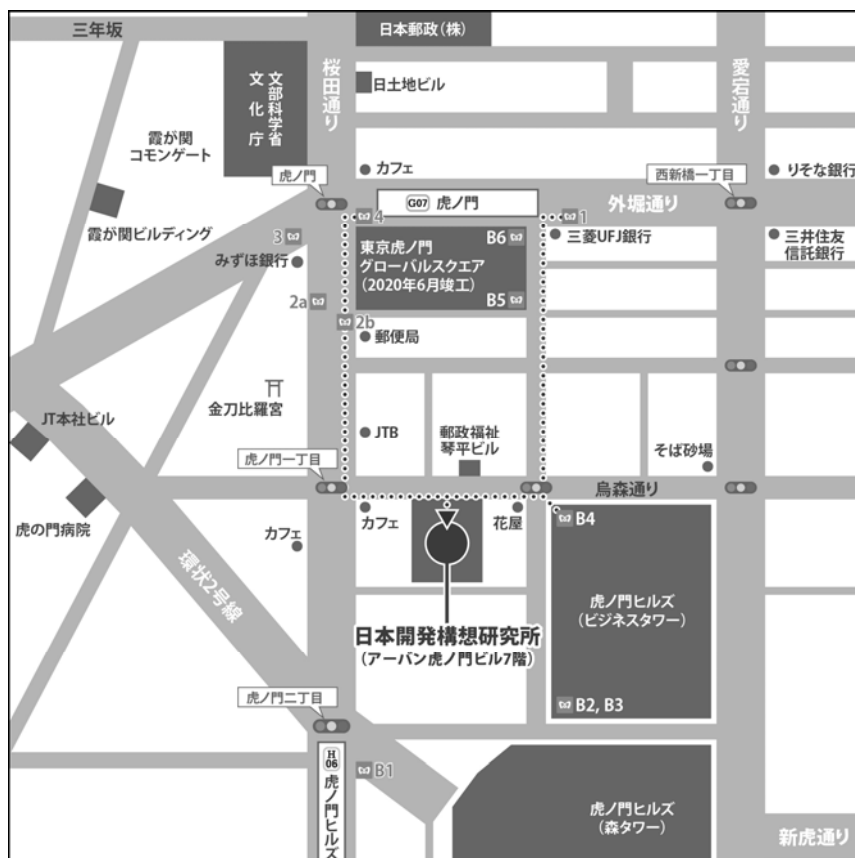 三年坂
日本郵政(株)
文部科学省
文化庁
桜田通り
日土地ビル
愛宕通り
霞が関
コモンゲート
カフェ
りそな銀行
虎ノ門
西新橋一丁目
G07 虎ノ門
外堀通り
霞が関ビルディング
3
4
1
みずほ銀行
東京虎ノ門
グローバルスクエア
(2020年6月竣工)
B6
B5
三菱UFJ銀行
三井住友
信託銀行
2a
2b
郵便局
金刀比羅宮
JT本社ビル
JTB
郵政福祉
琴平ビル
そば砂場
虎ノ門一丁目
烏森通り
虎の門病院
カフェ
カフェ
花屋
B4
環状2号線
虎ノ門ヒルズ
(ビジネスタワー)
日本開発構想研究所
(アーバン虎ノ門ビル7階)
虎ノ門二丁目
B2, B3
H
06
虎ノ門ヒルズ
B1
虎ノ門ヒルズ
(森タワー)
新虎通り